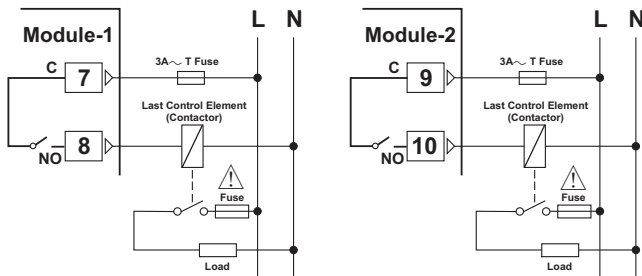 L N
Module-1
C 7
3A~ T Fuse
Last Control Element
(Contactor)
NO 8
Fuse
Load
L N
Module-2
C 9
3A~ T Fuse
Last Control Element
(Contactor)
NO 10
Fuse
Load